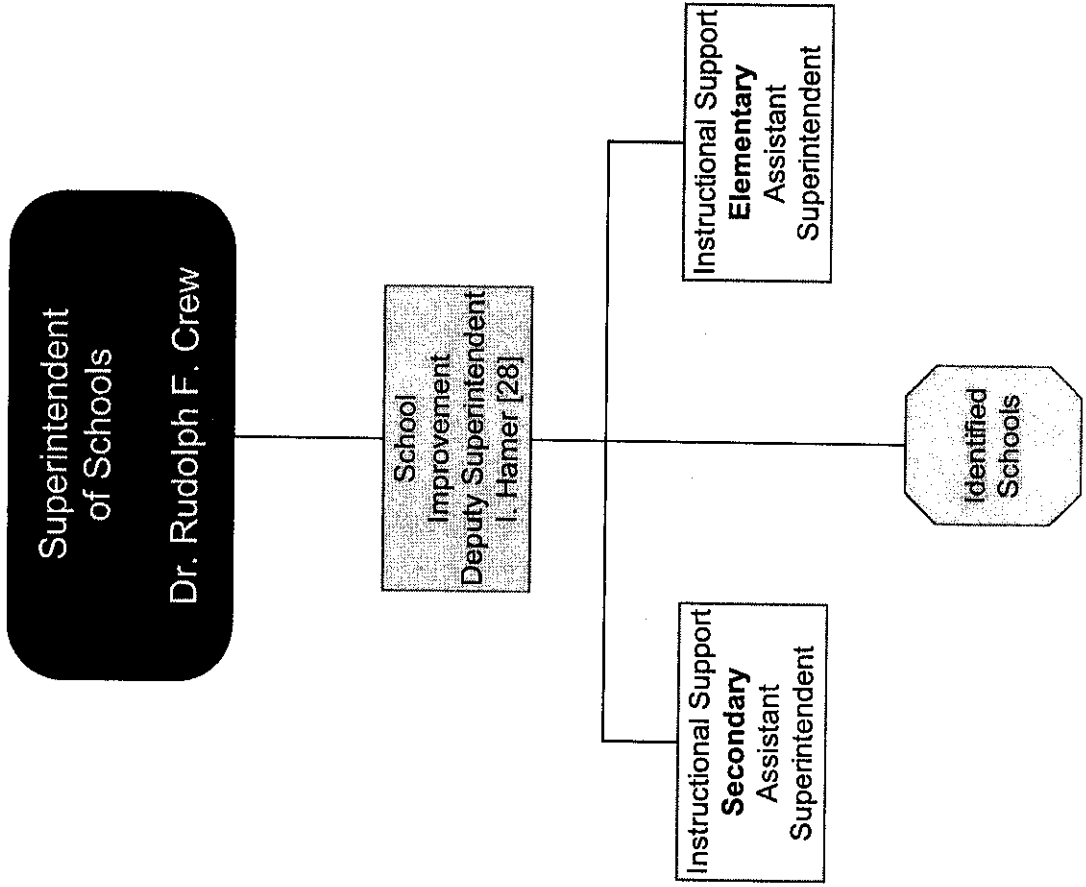 Superintendent
of Schools
Dr. Rudolph F. Crew
School
Improvement
Deputy Superintendent
I. Hamer [28]
Instructional Support
Secondary
Assistant
Superintendent
Instructional Support
Elementary
Assistant
Superintendent
Identified
Schools